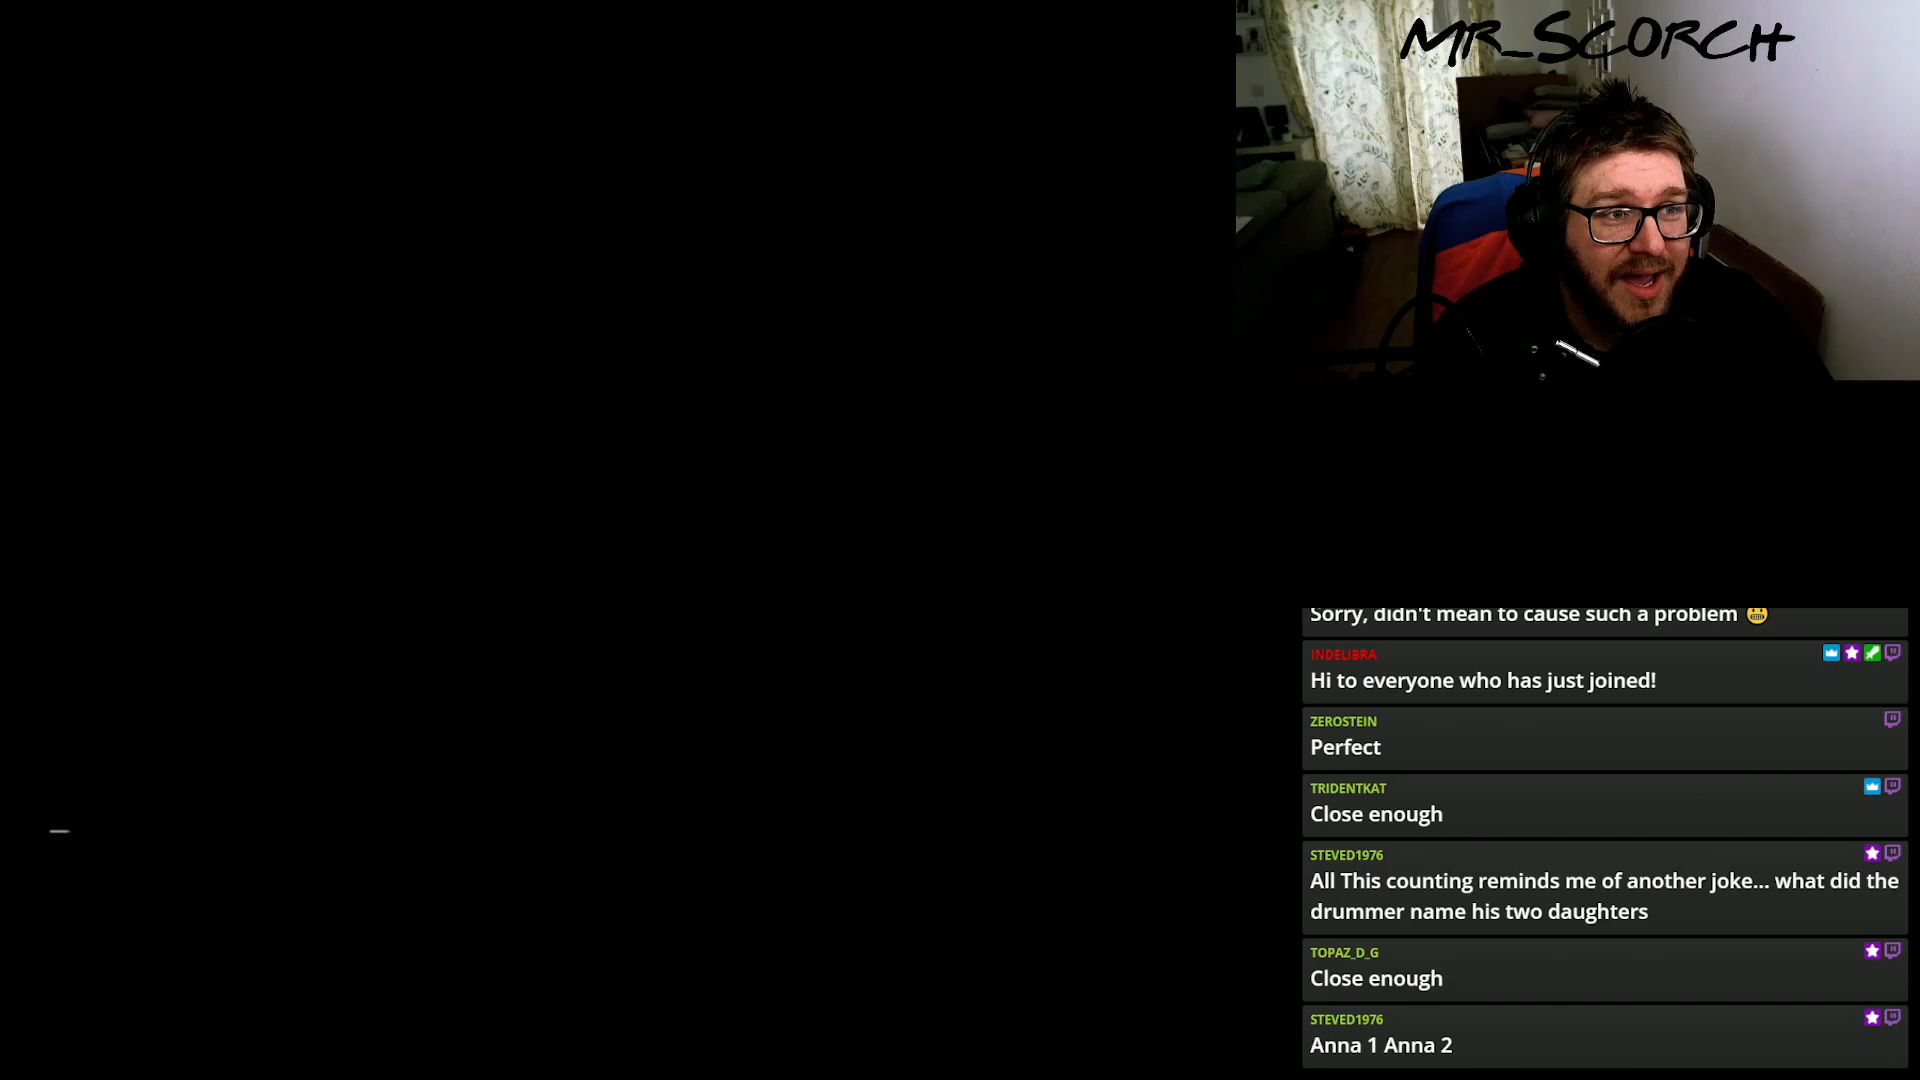 MR_SCORCH
Sorry, didn't mean to cause such a problem 😬
INDELIBRA
Hi to everyone who has just joined!
ZEROSTEIN
Perfect
TRIDENTKAT
Close enough
STEVED1976
All This counting reminds me of another joke... what did the
drummer name his two daughters
TOPAZ_D_G
Close enough
STEVED1976
Anna 1 Anna 2